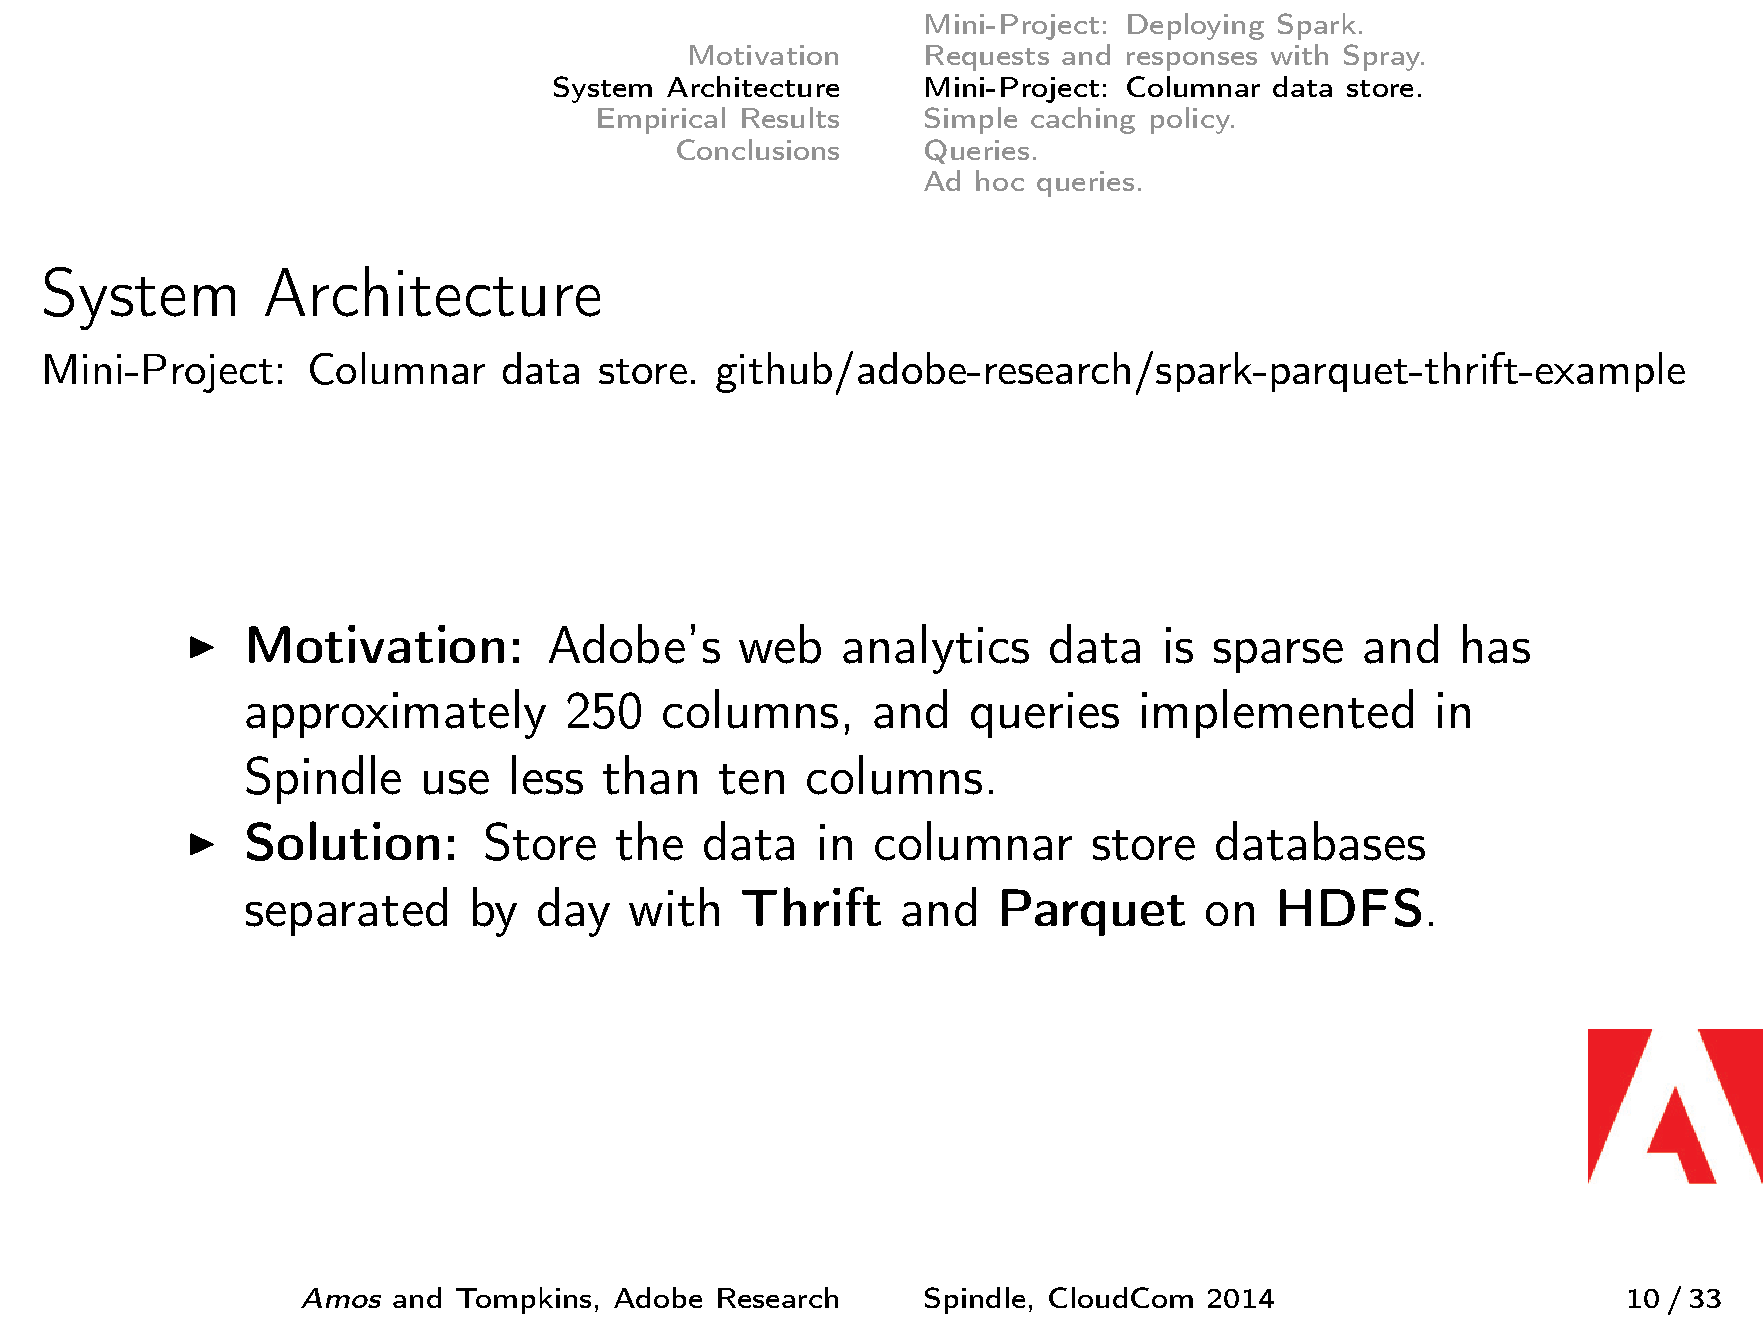 Motivation
System Architecture
Empirical Results
Conclusions
Mini-Project: Deploying Spark.
Requests and responses with Spray.
Mini-Project: Columnar data store.
Simple caching policy.
Queries.
Ad hoc queries.
System Architecture
Mini-Project: Columnar data store. github/adobe-research/spark-parquet-thrift-example
▶ Motivation: Adobe's web analytics data is sparse and has
approximately 250 columns, and queries implemented in
Spindle use less than ten columns.
▶ Solution: Store the data in columnar store databases
separated by day with Thrift and Parquet on HDFS.
Amos and Tompkins, Adobe Research Spindle, CloudCom 2014 10 / 33